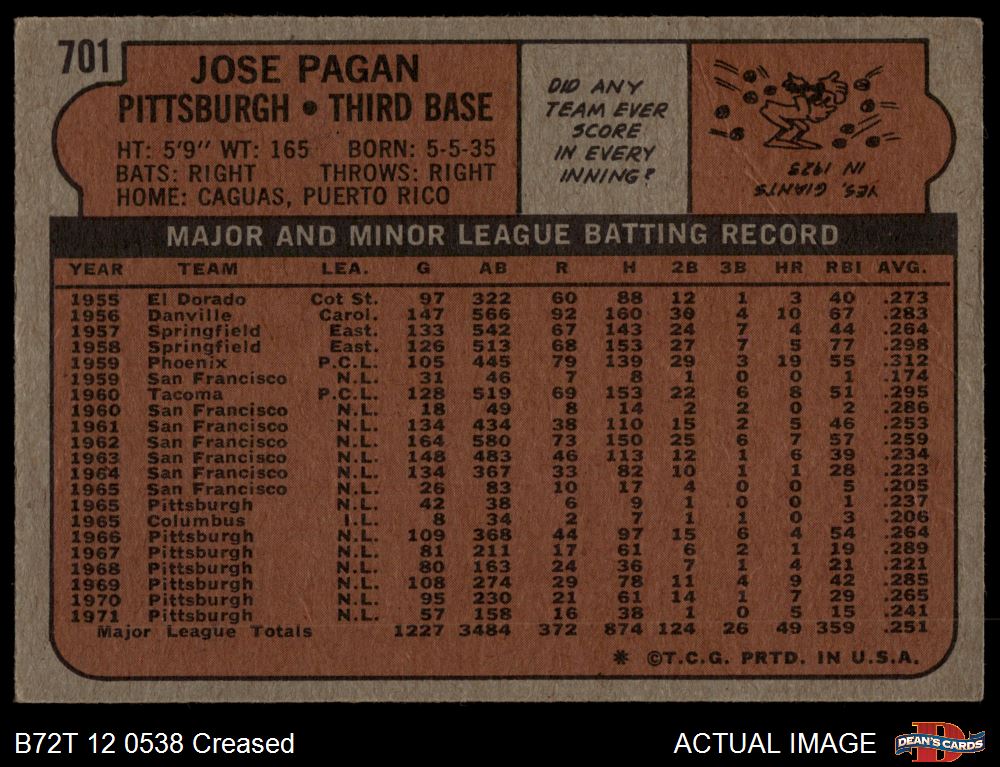 701
JOSE PAGAN
PITTSBURGH • THIRD BASE
HT: 5'9" WT: 165 BORN: 5-5-35
BATS: RIGHT THROWS: RIGHT
HOME: CAGUAS, PUERTO RICO
DID ANY
TEAM EVER
SCORE
IN EVERY
INNING?
YES, GIANTS
IN 1923
MAJOR AND MINOR LEAGUE BATTING RECORD
YEAR TEAM LEA. G AB R H 2B 3B HR RBI AVG.
1955 El Dorado Cot St. 97 322 60 88 12 1 3 40 .273
1956 Danville Carol. 147 566 92 160 30 4 10 67 .283
1957 Springfield East. 133 542 67 143 24 7 4 44 .264
1958 Springfield East. 126 513 68 153 27 7 5 77 .298
1959 Phoenix P.C.L. 105 445 79 139 29 3 19 55 .312
1959 San Francisco N.L. 31 46 7 8 1 0 0 1 .174
1960 Tacoma P.C.L. 128 519 69 153 22 6 8 51 .295
1960 San Francisco N.L. 18 49 8 14 2 2 0 2 .286
1961 San Francisco N.L. 134 434 38 110 15 2 5 46 .253
1962 San Francisco N.L. 164 580 73 150 25 6 7 57 .259
1963 San Francisco N.L. 148 483 46 113 12 1 6 39 .234
1964 San Francisco N.L. 134 367 33 82 10 1 1 28 .223
1965 San Francisco N.L. 26 83 10 17 4 0 0 5 .205
1965 Pittsburgh N.L. 42 38 6 9 1 0 0 1 .237
1965 Columbus I.L. 8 34 2 7 1 1 0 3 .206
1966 Pittsburgh N.L. 109 368 44 97 15 6 4 54 .264
1967 Pittsburgh N.L. 81 211 17 61 6 2 1 19 .289
1968 Pittsburgh N.L. 80 163 24 36 7 1 4 21 .221
1969 Pittsburgh N.L. 108 274 29 78 11 4 9 42 .285
1970 Pittsburgh N.L. 95 230 21 61 14 1 7 29 .265
1971 Pittsburgh N.L. 57 158 16 38 1 0 5 15 .241
Major League Totals 1227 3484 372 874 124 26 49 359 .251
* ©T.C.G. PRTD. IN U.S.A.
B72T 12 0538 Creased
ACTUAL IMAGE
D
DEAN'S CARDS